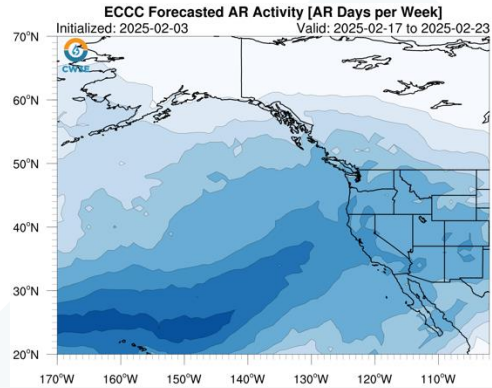 ECCC Forecasted AR Activity [AR Days per Week]
Initialized: 2025-02-03 Valid: 2025-02-17 to 2025-02-23
70°N
CW3E
60°N
50°N
40°N
30°N
20°N
170°W 160°W 150°W 140°W 130°W 120°W 110°W